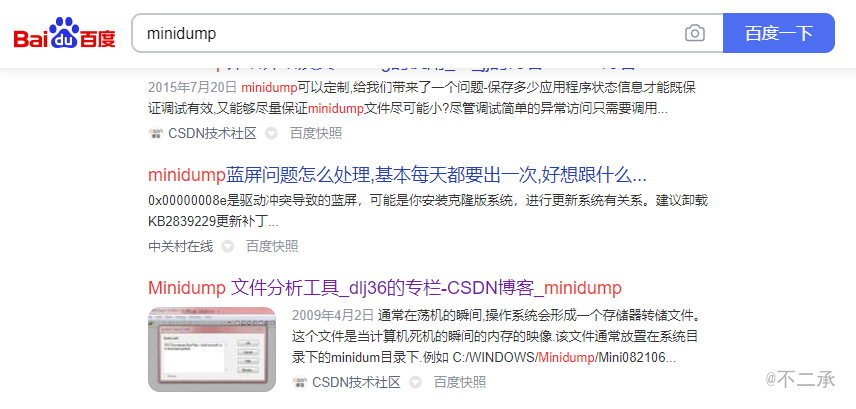 Bai du 百度
minidump
百度一下
2015年7月20日 minidump可以定制,给我们带来了一个问题-保存多少应用程序状态信息才能既保
证调试有效,又能够尽量保证minidump文件尽可能小?尽管调试简单的异常访问只需要调用...
CSDN技术社区 百度快照
minidump蓝屏问题怎么处理,基本每天都要出一次,好想跟什么...
0x00000008e是驱动冲突导致的蓝屏，可能是你安装克隆版系统，进行更新系统有关系。建议卸载
KB2839229更新补丁...
中关村在线 百度快照
Minidump 文件分析工具_dlj36的专栏-CSDN博客_minidump
2009年4月2日 通常在荡机的瞬间,操作系统会形成一个存储器转储文件。
这个文件是当计算机死机的瞬间的内存的映像.该文件通常放置在系统目
录下的minidum目录下.例如 C:/WINDOWS/Minidump/Mini082106...
CSDN技术社区 百度快照
@不二承